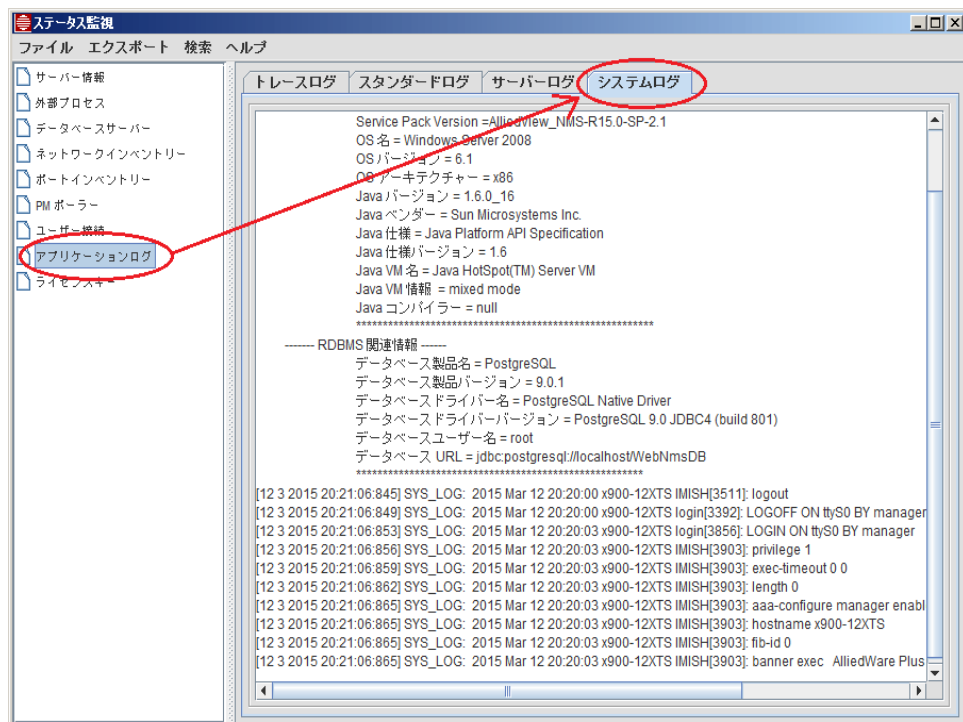 ステータス監視
ファイル エクスポート 検索 ヘルプ
サーバー情報
外部プロセス
データベースサーバー
ネットワークインベントリー
ポートインベントリー
PM ポーラー
ユーザー接続
アプリケーションログ
ライセンスキー
トレースログ スタンダードログ サーバーログ システムログ
Service Pack Version =AlliedView_NMS-R15.0-SP-2.1
OS 名 = Windows Server 2008
OS バージョン = 6.1
OS アーキテクチャー = x86
Java バージョン = 1.6.0_16
Java ベンダー = Sun Microsystems Inc.
Java 仕様 = Java Platform API Specification
Java 仕様バージョン = 1.6
Java VM 名 = Java HotSpot(TM) Server VM
Java VM 情報 = mixed mode
Java コンパイラー = null
*******************************************************
------- RDBMS 関連情報 ------
データベース製品名 = PostgreSQL
データベース製品バージョン = 9.0.1
データベースドライバー名 = PostgreSQL Native Driver
データベースドライバーバージョン = PostgreSQL 9.0 JDBC4 (build 801)
データベースユーザー名 = root
データベース URL = jdbc:postgresql://localhost/WebNmsDB
*****************************************************
[12 3 2015 20:21:06:845] SYS_LOG: 2015 Mar 12 20:20:00 x900-12XTS IMISH[3511]: logout
[12 3 2015 20:21:06:849] SYS_LOG: 2015 Mar 12 20:20:00 x900-12XTS login[3392]: LOGOFF ON ttyS0 BY manager
[12 3 2015 20:21:06:853] SYS_LOG: 2015 Mar 12 20:20:03 x900-12XTS login[3856]: LOGIN ON ttyS0 BY manager
[12 3 2015 20:21:06:856] SYS_LOG: 2015 Mar 12 20:20:03 x900-12XTS IMISH[3903]: privilege 1
[12 3 2015 20:21:06:859] SYS_LOG: 2015 Mar 12 20:20:03 x900-12XTS IMISH[3903]: exec-timeout 0 0
[12 3 2015 20:21:06:862] SYS_LOG: 2015 Mar 12 20:20:03 x900-12XTS IMISH[3903]: length 0
[12 3 2015 20:21:06:865] SYS_LOG: 2015 Mar 12 20:20:03 x900-12XTS IMISH[3903]: aaa-configure manager enabl
[12 3 2015 20:21:06:865] SYS_LOG: 2015 Mar 12 20:20:03 x900-12XTS IMISH[3903]: hostname x900-12XTS
[12 3 2015 20:21:06:865] SYS_LOG: 2015 Mar 12 20:20:03 x900-12XTS IMISH[3903]: fib-id 0
[12 3 2015 20:21:06:865] SYS_LOG: 2015 Mar 12 20:20:03 x900-12XTS IMISH[3903]: banner exec AlliedWare Plus